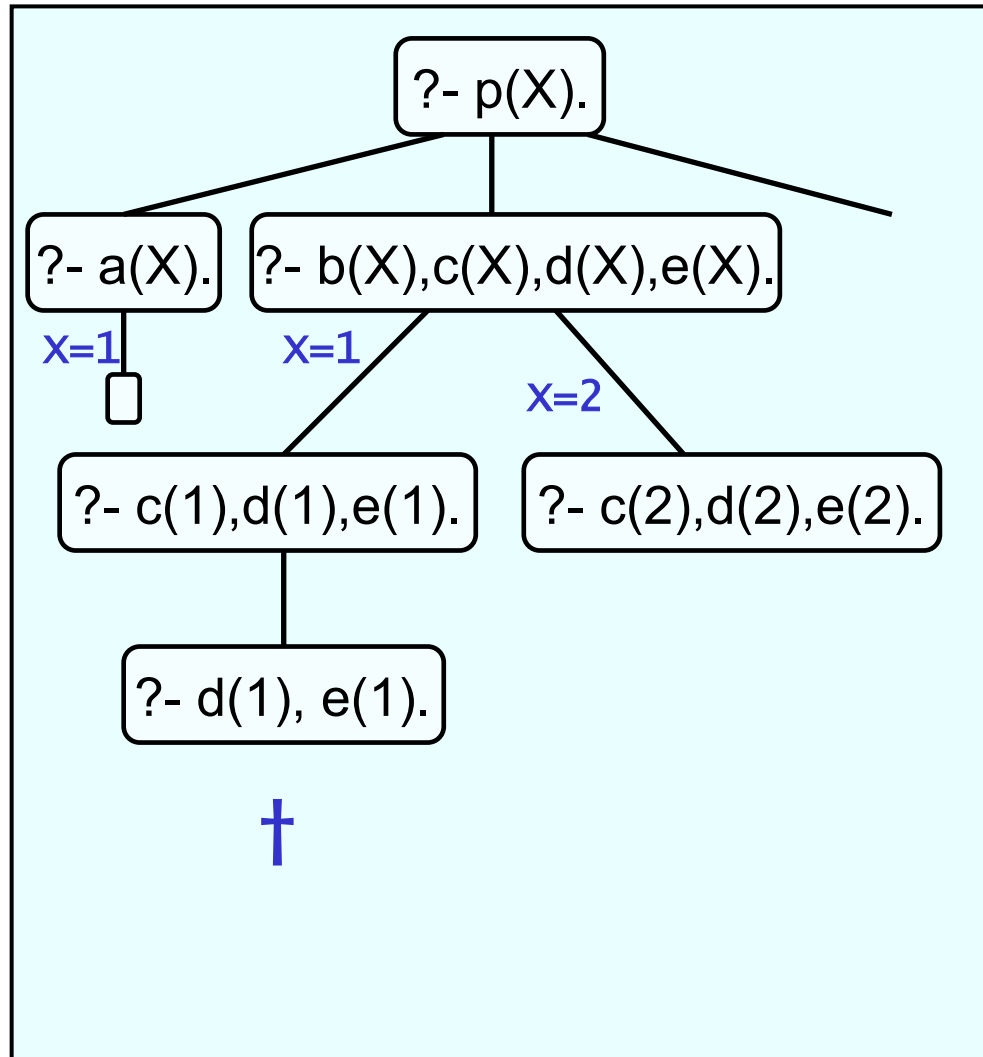 ?- p(X).
?- a(X).
?- b(X),c(X),d(X),e(X).
X=1
X=1
X=2
?- c(1),d(1),e(1).
?- c(2),d(2),e(2).
?- d(1), e(1).
†